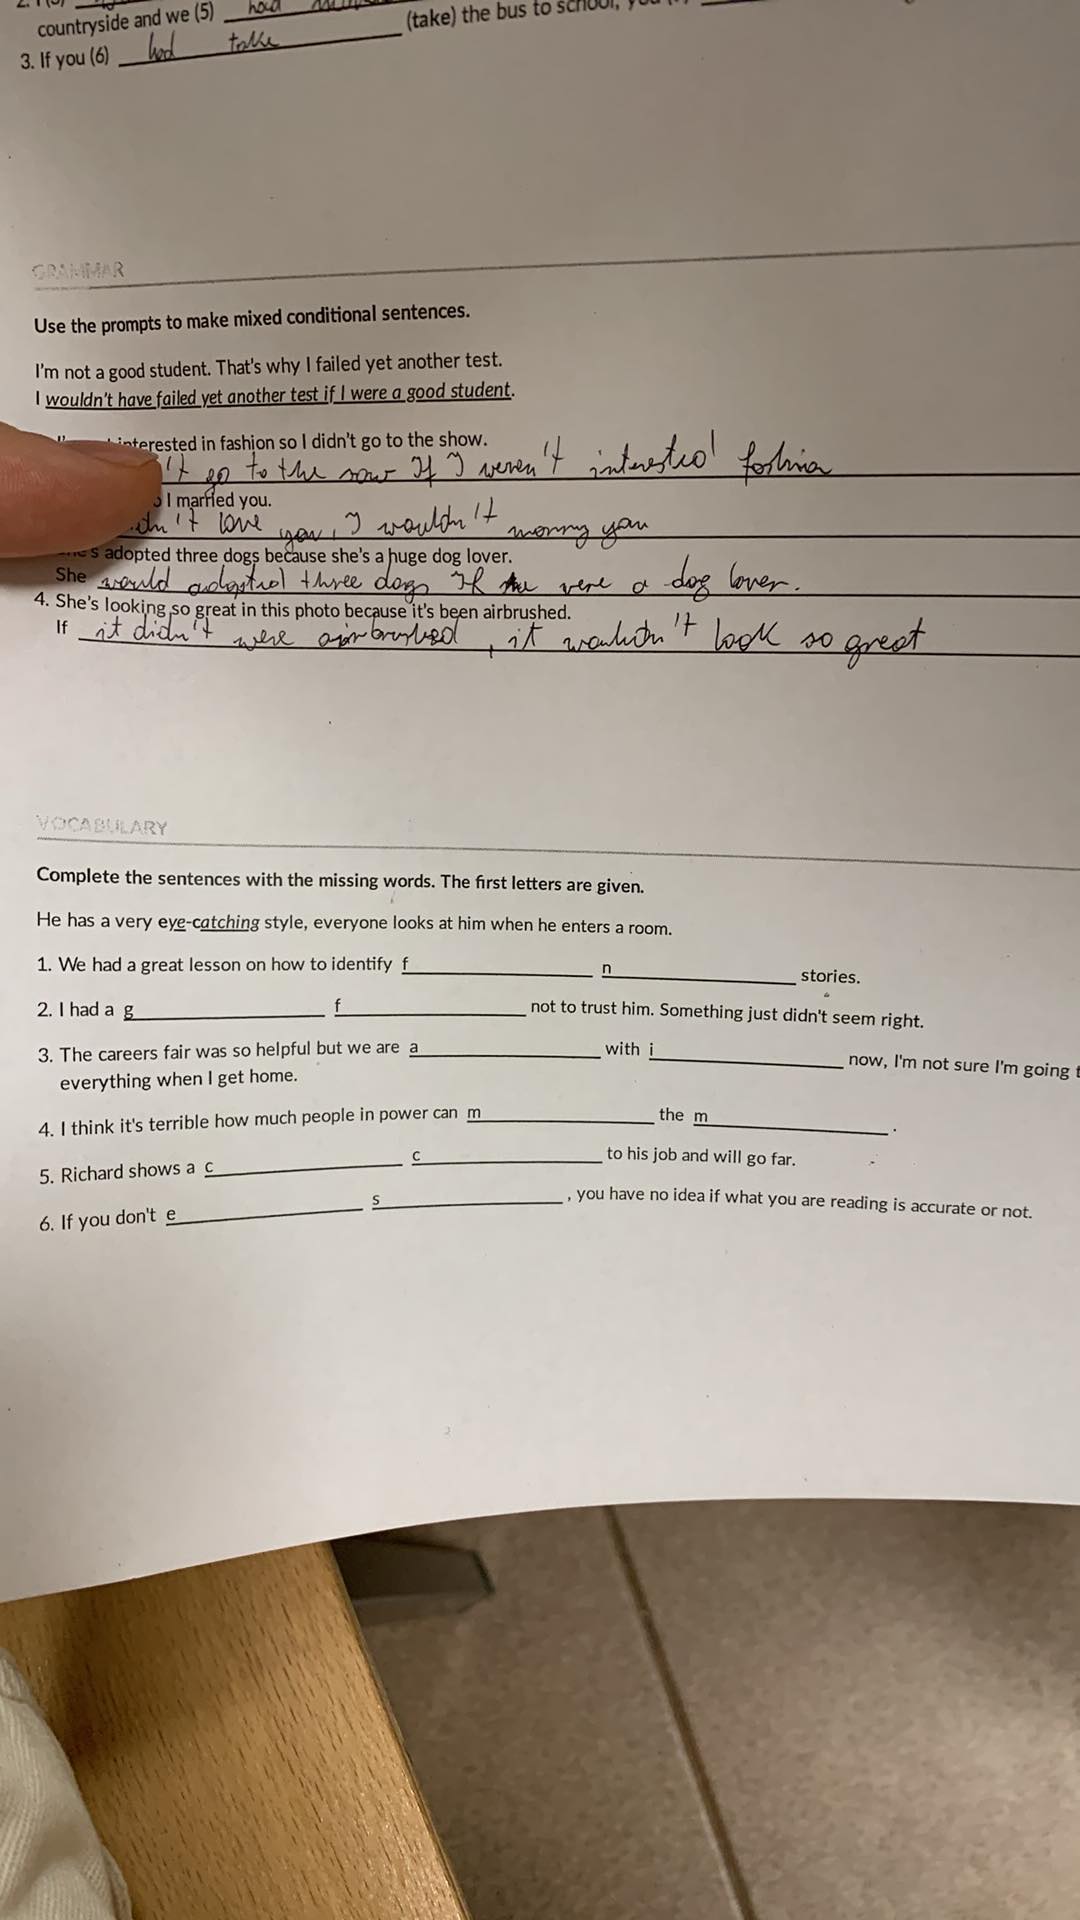 countryside and we (5) had (take) the bus to school,
3. If you (6) had take
GRAMMAR
Use the prompts to make mixed conditional sentences.
I'm not a good student. That's why I failed yet another test.
I wouldn't have failed yet another test if I were a good student.
interested in fashion so I didn't go to the show.
't go to the show If I weren't interested
I married you.
't love you, I wouldn't marry you
's adopted three dogs because she's a huge dog lover.
She would adopted three dogs If were a dog lover.
4. She's looking so great in this photo because it's been airbrushed.
If it didn't were airbrushed, it wouldn't look so great
VOCABULARY
Complete the sentences with the missing words. The first letters are given.
He has a very eye-catching style, everyone looks at him when he enters a room.
1. We had a great lesson on how to identify f n stories.
2. I had a g f not to trust him. Something just didn't seem right.
3. The careers fair was so helpful but we are a with i now, I'm not sure I'm going
everything when I get home.
4. I think it's terrible how much people in power can m the m .
5. Richard shows a c c to his job and will go far.
6. If you don't e s , you have no idea if what you are reading is accurate or not.